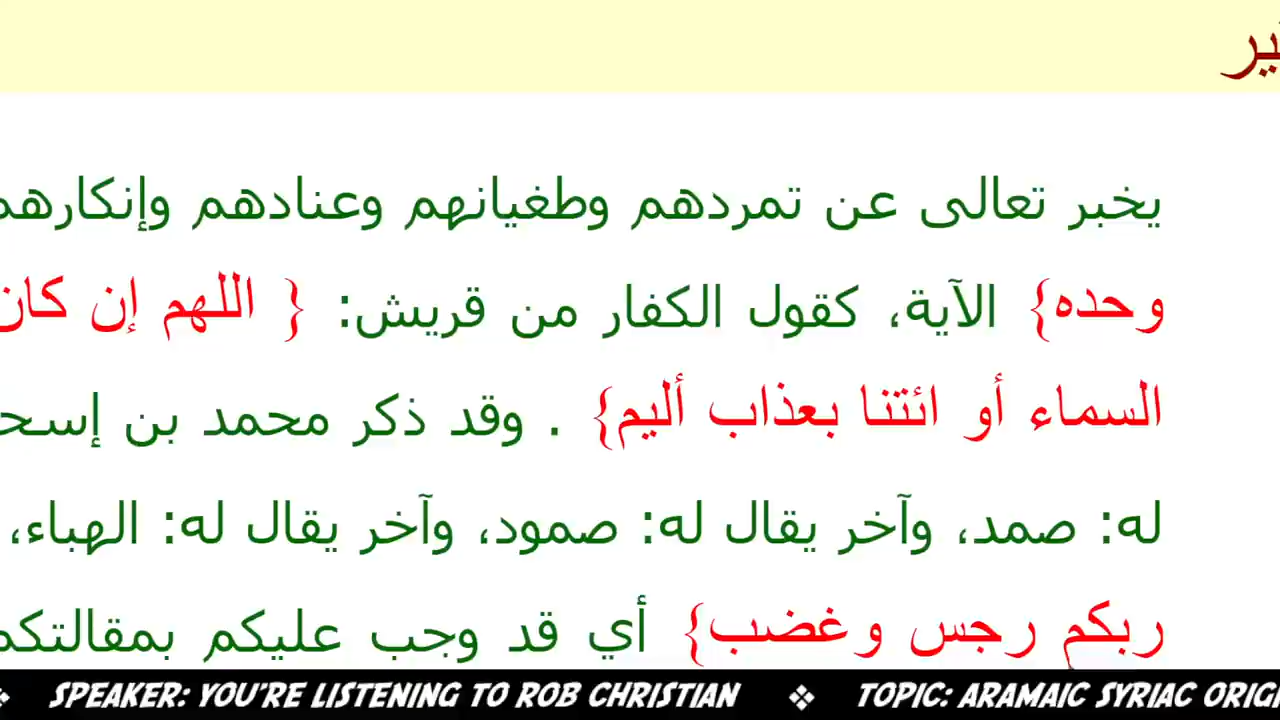 يخبر تعالى عن تمردهم وطغيانهم وعنادهم وإنكارهم
وحده} الآية، كقول الكفار من قريش: { اللهم إن كان
السماء أو ائتنا بعذاب أليم} . وقد ذكر محمد بن
له: صمد، وآخر يقال له: صمود، وآخر يقال له: الهباء،
ربكم رجس وغضب} أي قد وجب عليكم بمقالتكم
❖ SPEAKER: YOU'RE LISTENING TO ROB CHRISTIAN ❖ TOPIC: ARAMAIC SYRIAC